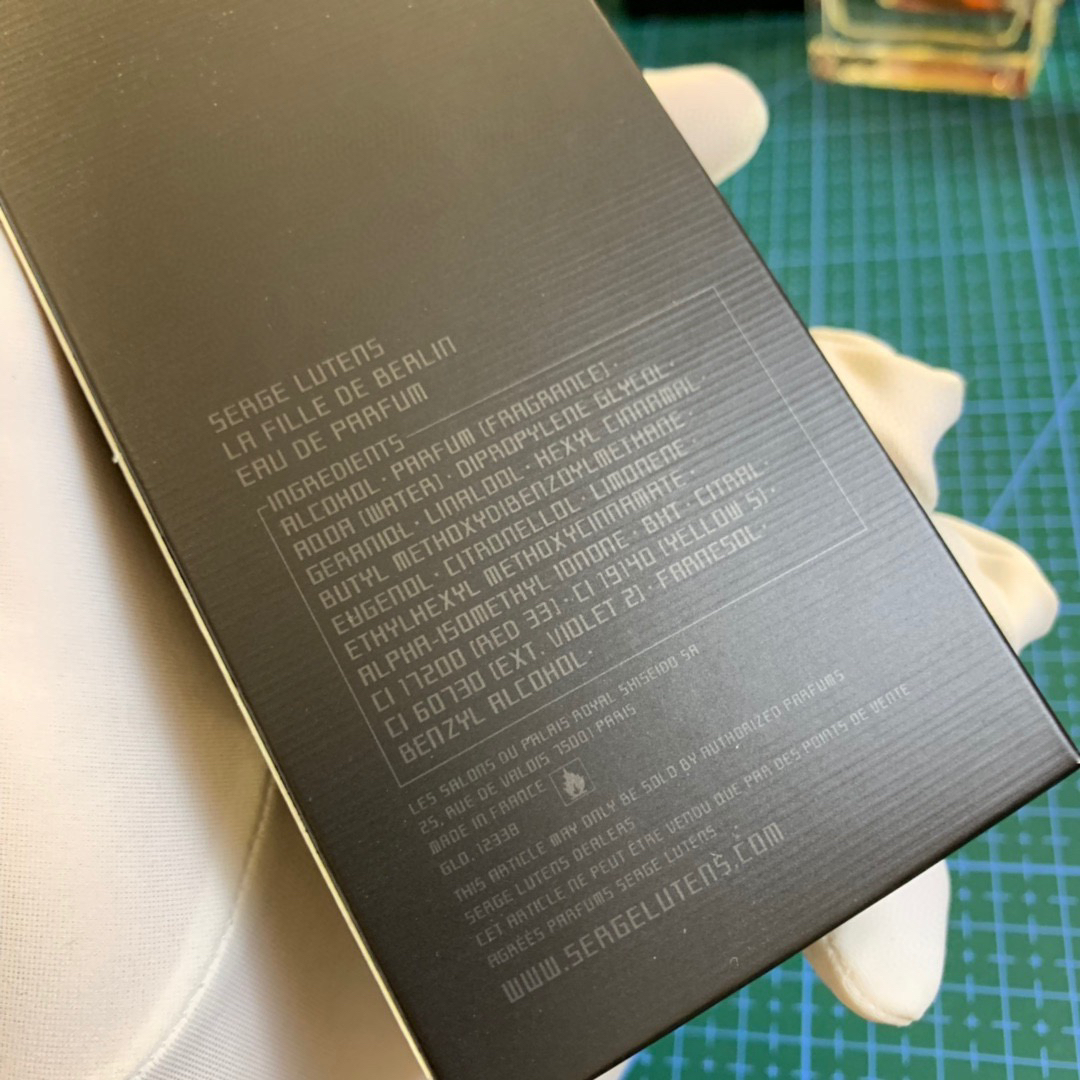 SERGE LUTENS
LA FILLE DE BERLIN
EAU DE PARFUM
INGREDIENTS
ALCOHOL · PARFUM (FRAGRANCE) ·
AQUA (WATER) · DIPROPYLENE GLYCOL ·
GERANIOL · LINALOOL · HEXYL CINNAMAL ·
BUTYL METHOXYDIBENZOYLMETHANE ·
EUGENOL · CITRONELLOL · LIMONENE ·
ETHYLHEXYL METHOXYCINNAMATE ·
ALPHA-ISOMETHYL IONONE · BHT · CITRAL ·
CI 17200 (RED 33) · CI 19140 (YELLOW 5) ·
CI 60730 (EXT. VIOLET 2) · FARNESOL ·
BENZYL ALCOHOL ·
LES SALONS DU PALAIS ROYAL SHISEIDO SA
25, RUE DE VALOIS 75001 PARIS
MADE IN FRANCE
GLO. 12338
THIS ARTICLE MAY ONLY BE SOLD BY AUTHORIZED PARFUMS
SERGE LUTENS DEALERS
CET ARTICLE NE PEUT ETRE VENDU QUE PAR DES POINTS DE VENTE
AGRÉÉS PARFUMS SERGE LUTENS
WWW.SERGELUTENS.COM